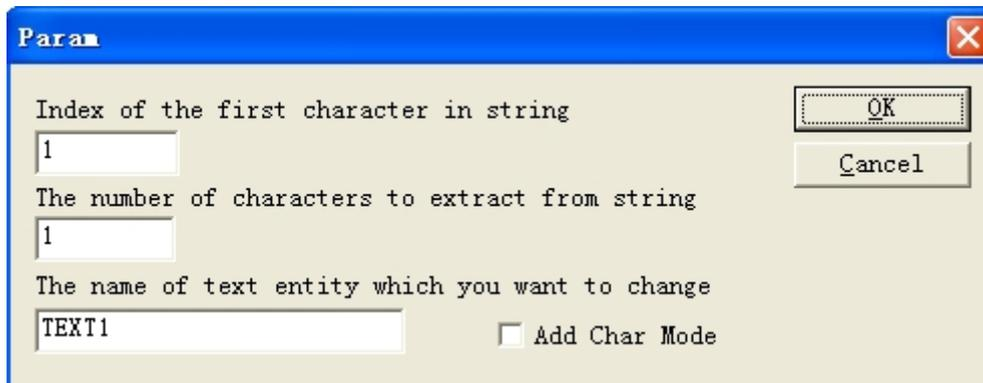 Param
Index of the first character in string
OK
1
Cancel
The number of characters to extract from string
1
The name of text entity which you want to change
TEXT1
Add Char Mode